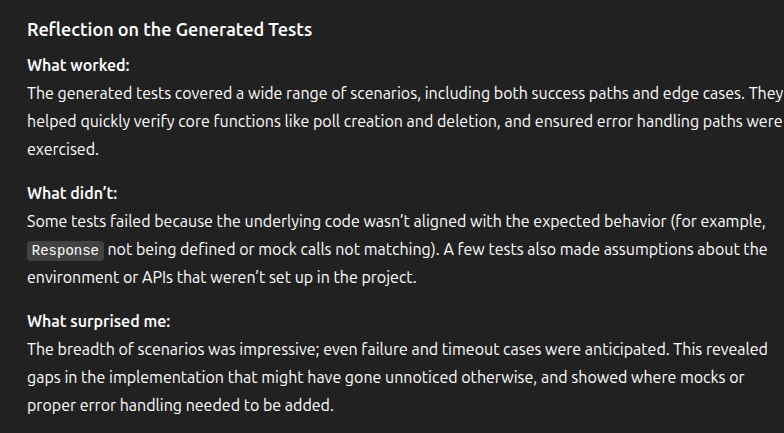 Reflection on the Generated Tests
What worked:
The generated tests covered a wide range of scenarios, including both success paths and edge cases. They
helped quickly verify core functions like poll creation and deletion, and ensured error handling paths were
exercised.
What didn’t:
Some tests failed because the underlying code wasn’t aligned with the expected behavior (for example,
Response not being defined or mock calls not matching). A few tests also made assumptions about the
environment or APIs that weren’t set up in the project.
What surprised me:
The breadth of scenarios was impressive; even failure and timeout cases were anticipated. This revealed
gaps in the implementation that might have gone unnoticed otherwise, and showed where mocks or
proper error handling needed to be added.